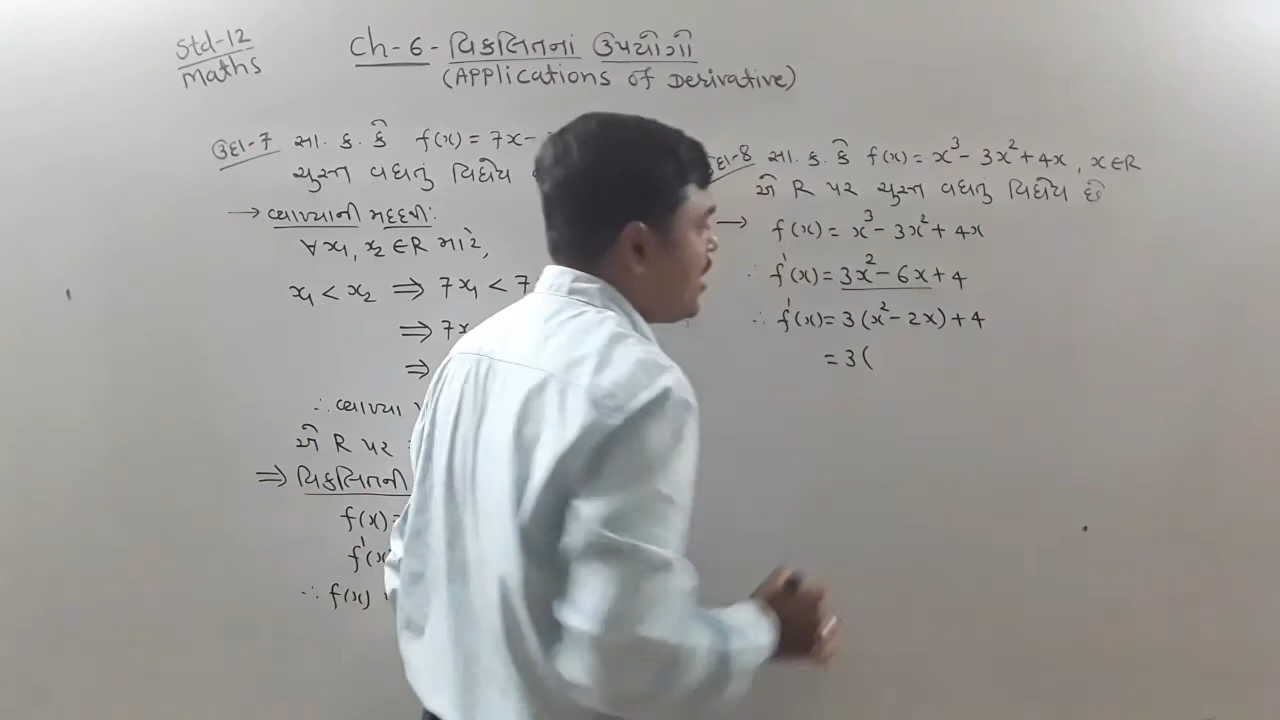 Std-12
Maths
Ch-6 - વિકલિતના ઉપયોગો
(Applications of Derivative)
ઉદા-7 સા. ક. કે f(x) = 7x-
ચુસ્ત વધતું વિધેય
→ વ્યાખ્યાની મદદથી:
∀ x₁, x₂ ∈ R માટે,
x₁ < x₂ ⇒ 7x₁ < 7
⇒ 7x
⇒
∴ વ્યાખ્યા
એ R પર
⇒ વિકલિતની
f(x) =
f'(x
∴ f(x)
ઉદા-8 સા. ક. કે f(x) = x³ - 3x² + 4x, x ∈ R
એ R પર ચુસ્ત વધતુ વિધેય છે
→ f(x) = x³ - 3x² + 4x
∴ f'(x) = 3x² - 6x + 4
∴ f'(x) = 3(x² - 2x) + 4
= 3(